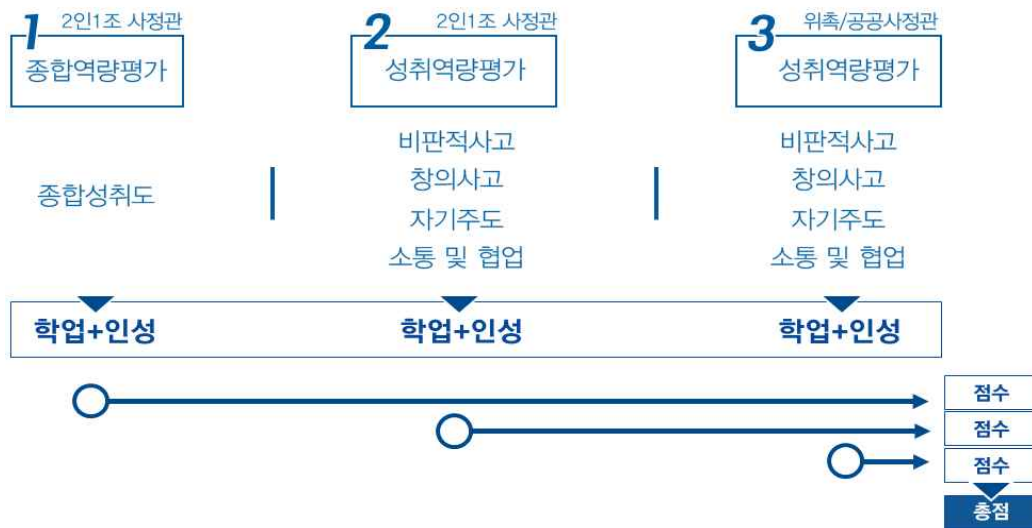 1 2인1조 사정관
종합역량평가
종합성취도
학업+인성
2 2인1조 사정관
성취역량평가
비판적사고
창의사고
자기주도
소통 및 협업
학업+인성
3 위촉/공공사정관
성취역량평가
비판적사고
창의사고
자기주도
소통 및 협업
학업+인성
점수
점수
점수
총점